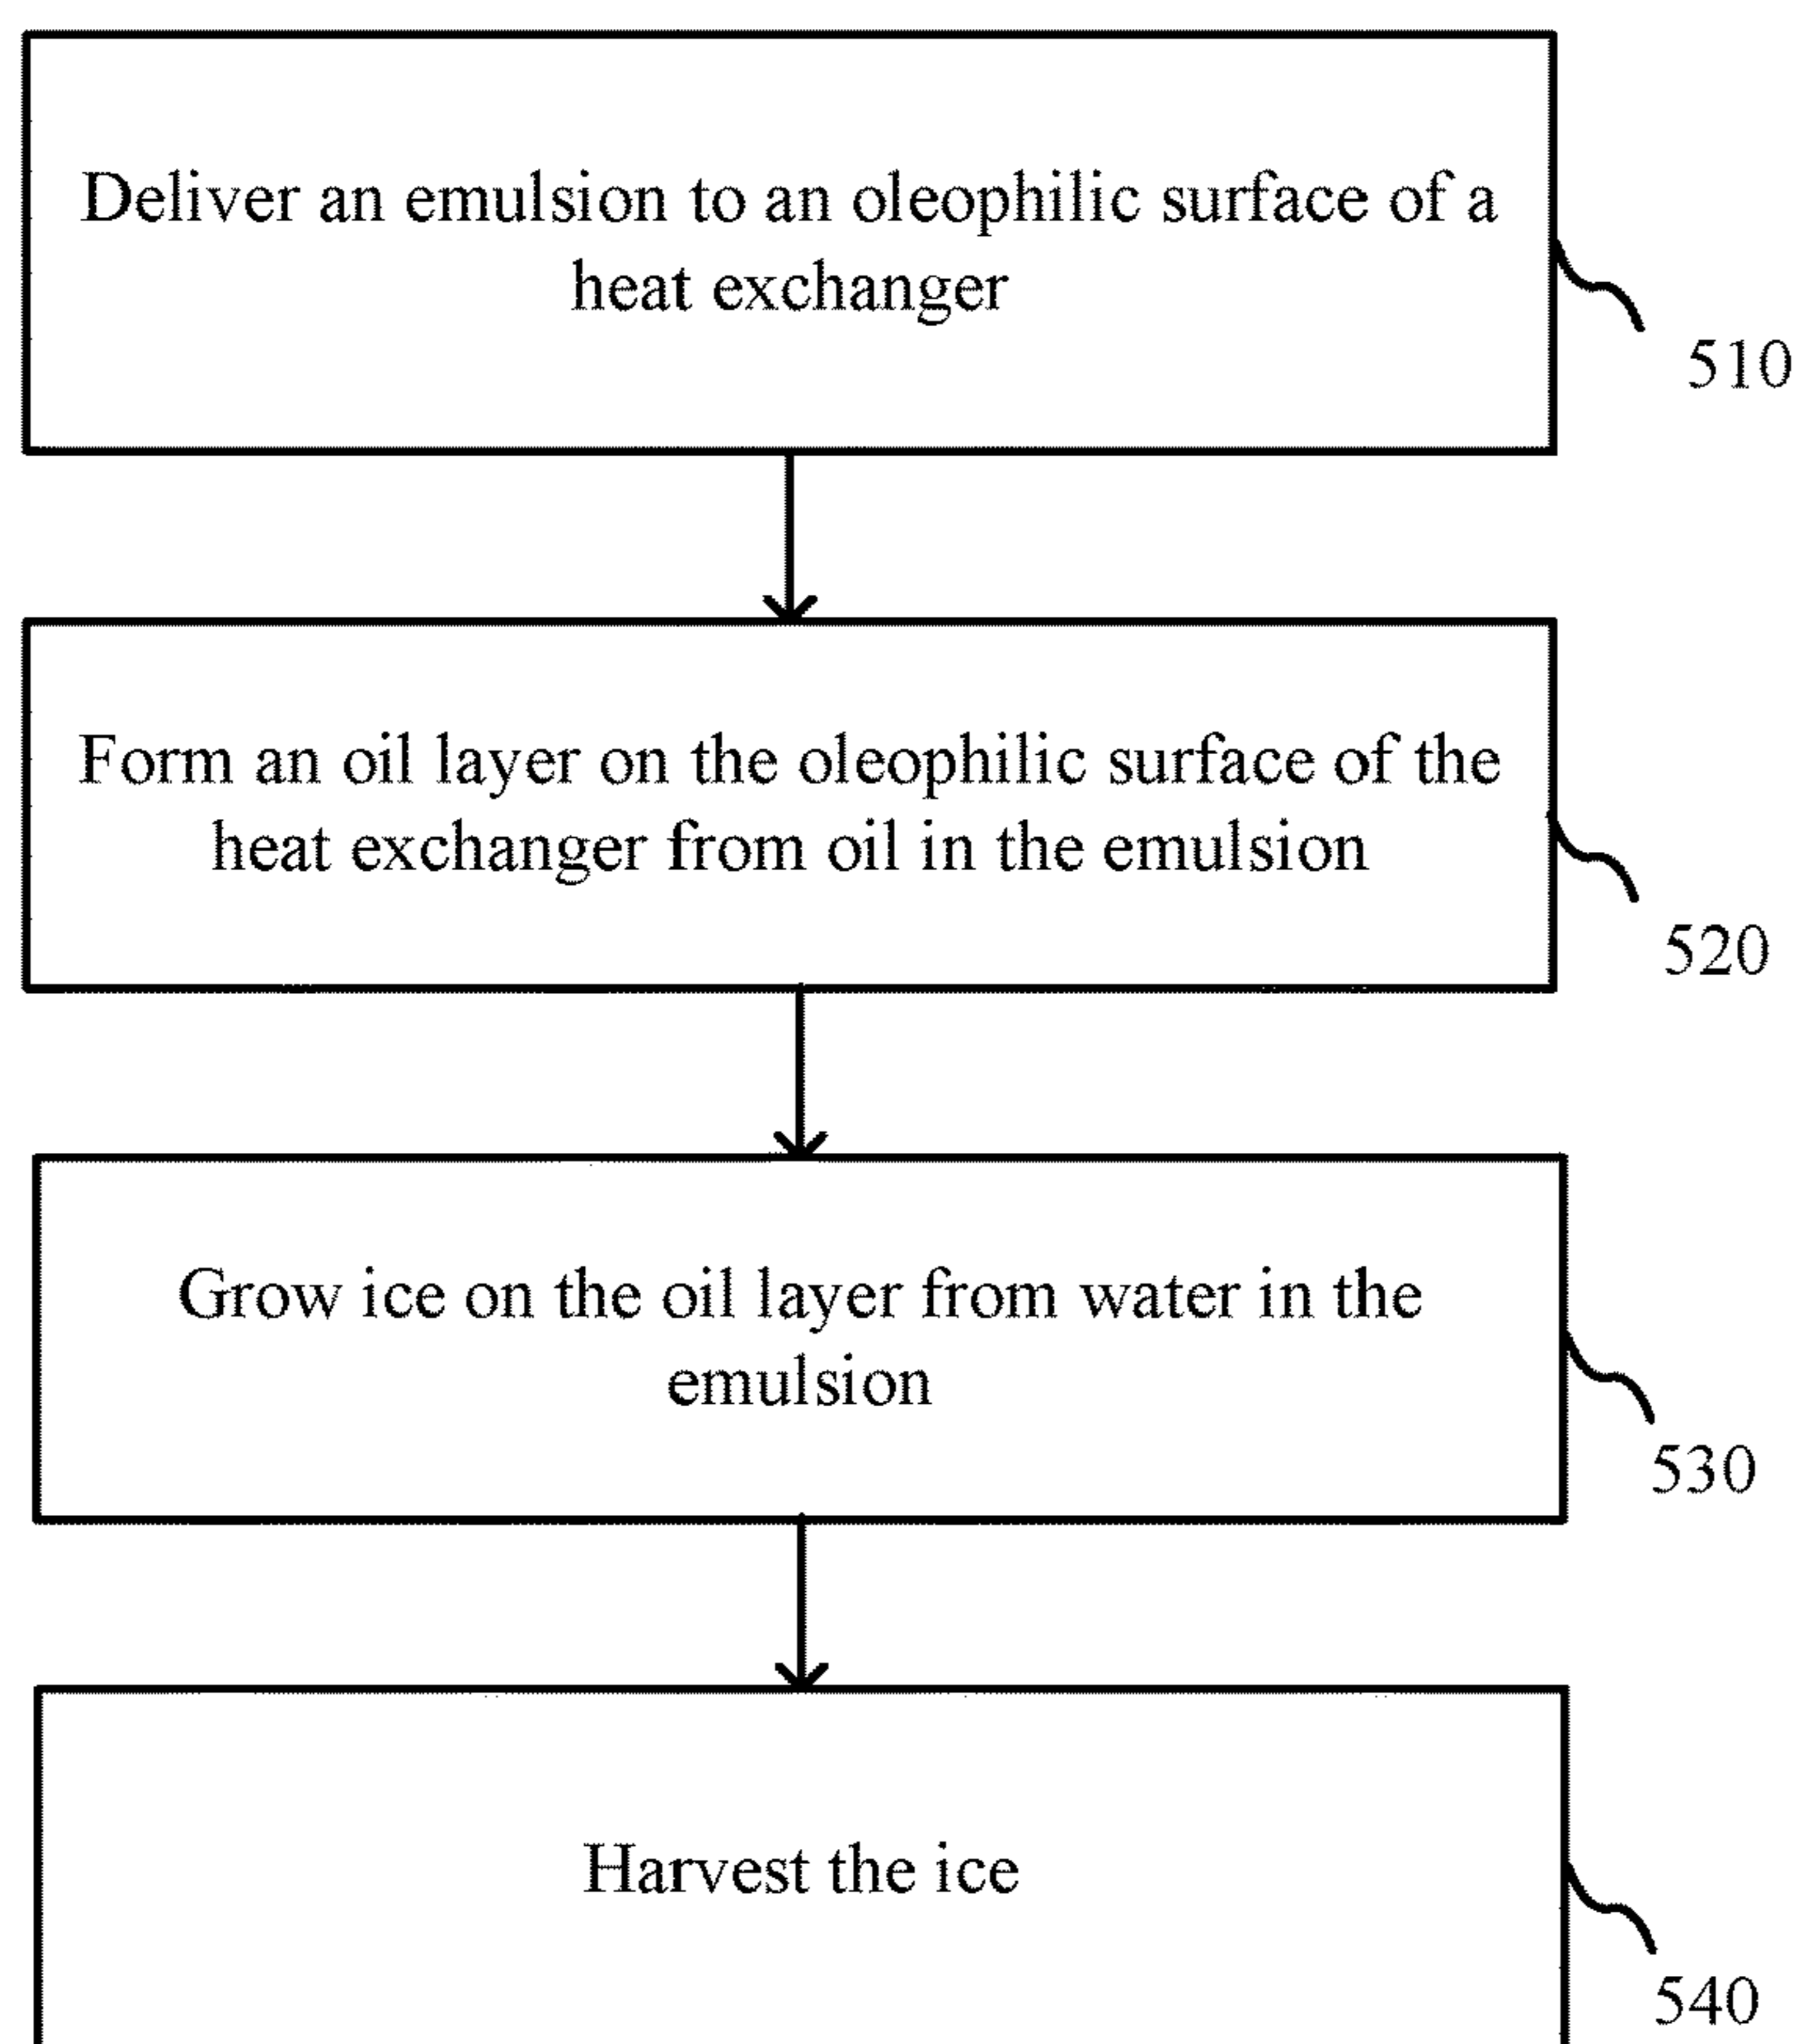 Deliver an emulsion to an oleophilic surface of a
heat exchanger
510
Form an oil layer on the oleophilic surface of the
heat exchanger from oil in the emulsion
520
Grow ice on the oil layer from water in the
emulsion
530
Harvest the ice
540